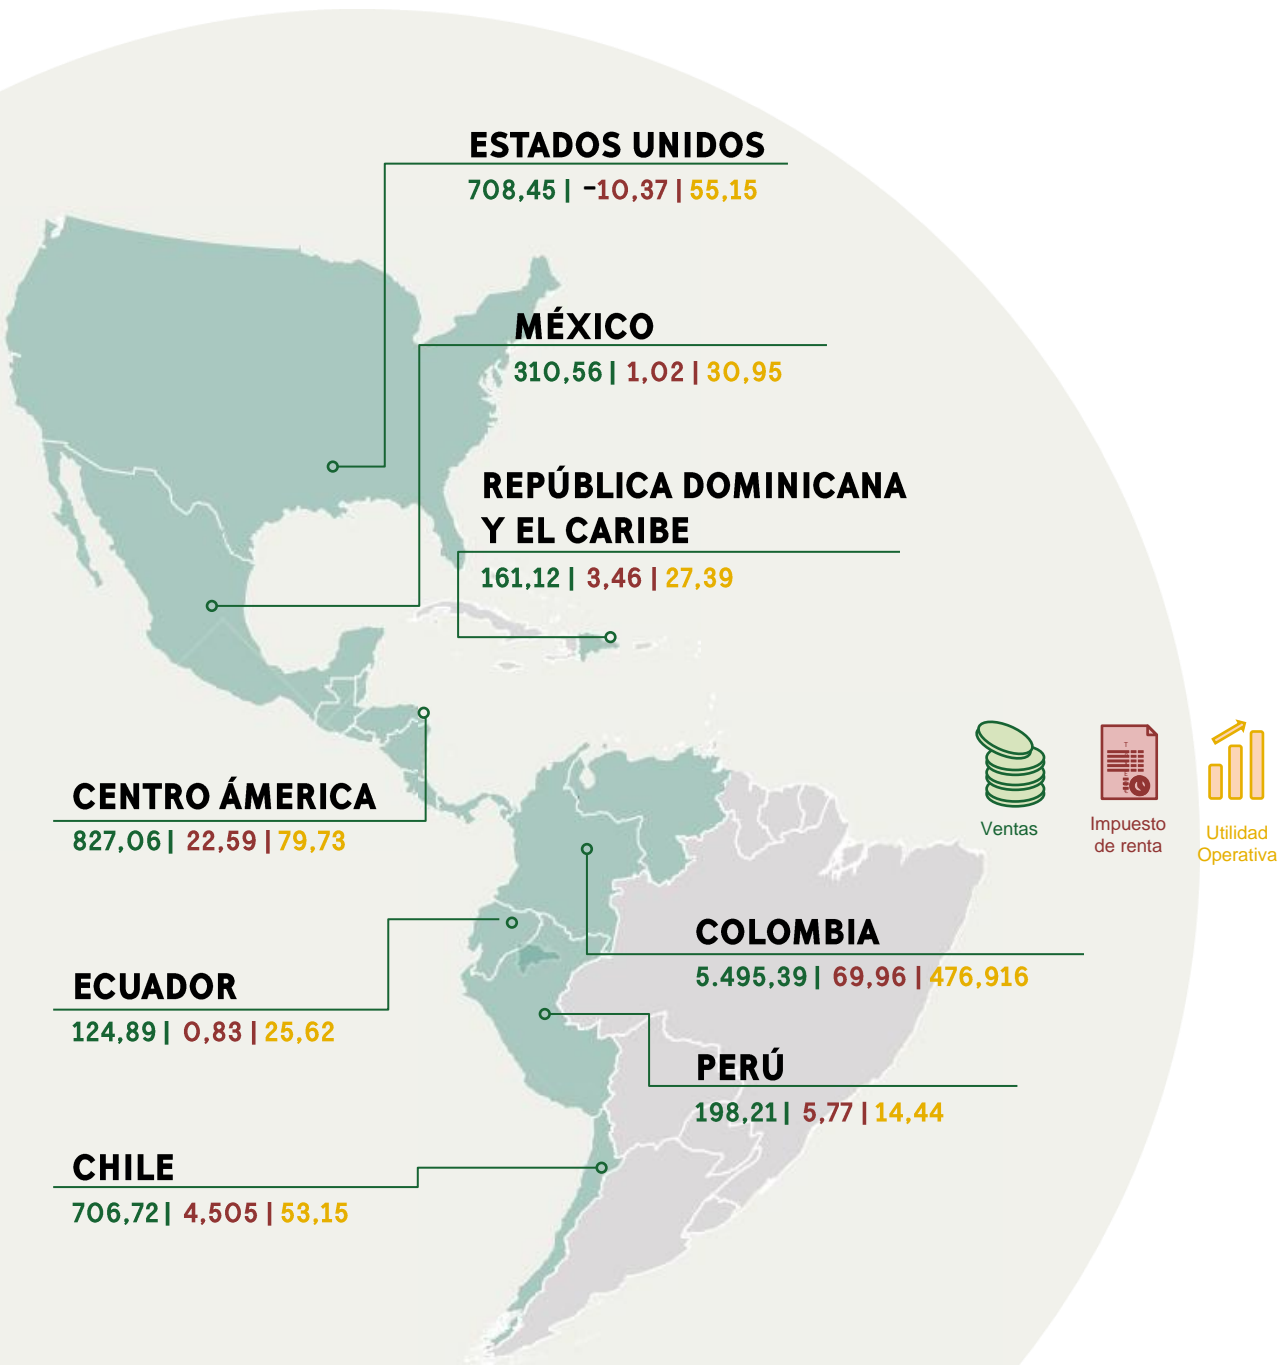 ESTADOS UNIDOS
708,45 | -10,37 | 55,15
MÉXICO
310,56 | 1,02 | 30,95
REPÚBLICA DOMINICANA
Y EL CARIBE
161,12 | 3,46 | 27,39
CENTRO ÁMERICA
827,06 | 22,59 | 79,73
Ventas
Impuesto
de renta
Utilidad
Operativa
COLOMBIA
5.495,39 | 69,96 | 476,916
ECUADOR
124,89 | 0,83 | 25,62
PERÚ
198,21 | 5,77 | 14,44
CHILE
706,72 | 4,505 | 53,15